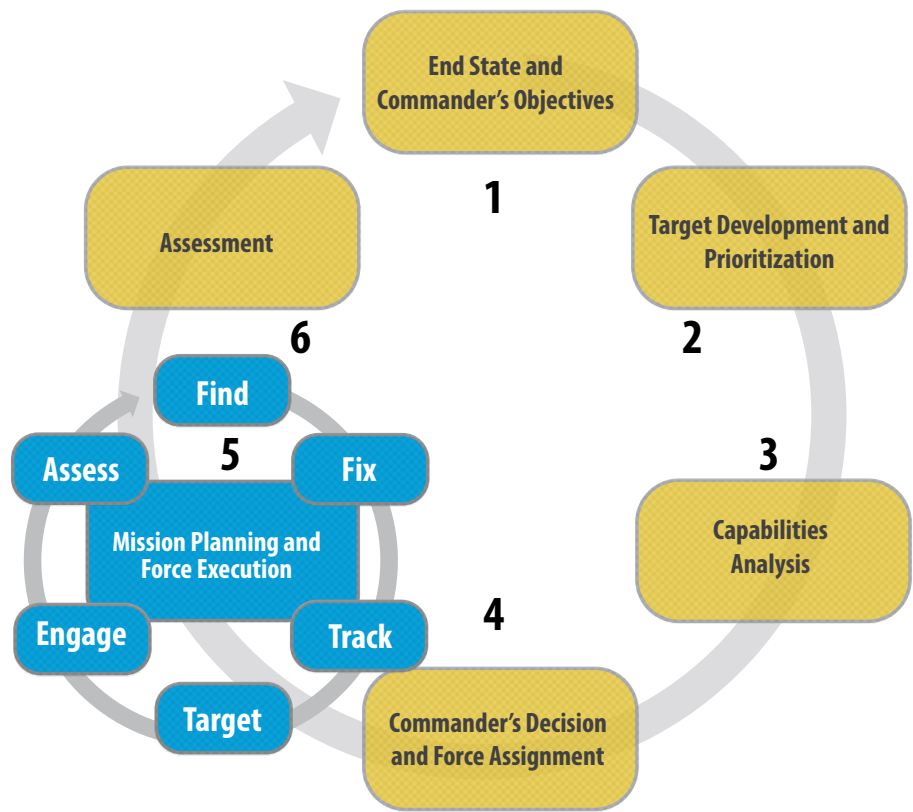 End State and
Commander's Objectives
1
Target Development and
Prioritization
2
3
Capabilities
Analysis
4
Commander's Decision
and Force Assignment
5
Mission Planning and
Force Execution
Find
Fix
Track
Target
Engage
Assess
6
Assessment